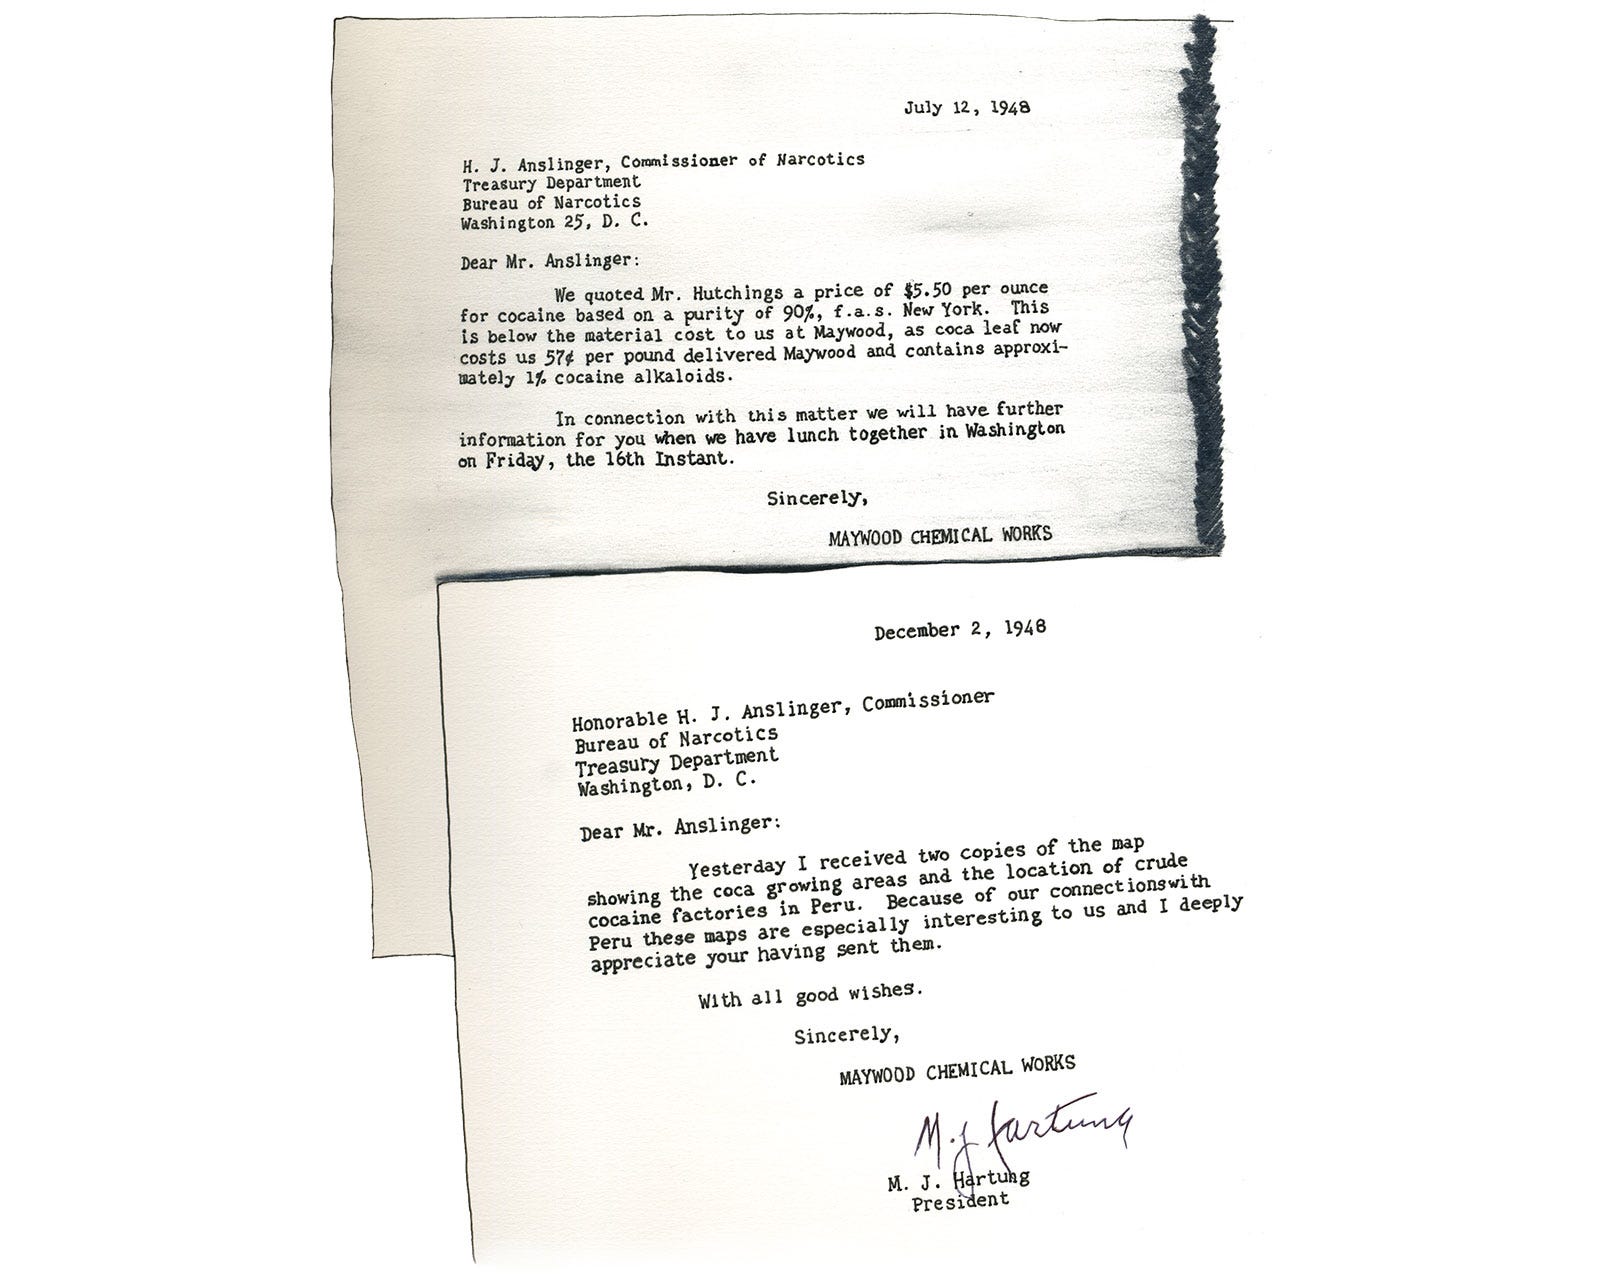 July 12, 1948
H. J. Anslinger, Commissioner of Narcotics
Treasury Department
Bureau of Narcotics
Washington 25, D. C.
Dear Mr. Anslinger:
We quoted Mr. Hutchings a price of $5.50 per ounce
for cocaine based on a purity of 90%, f.a.s. New York. This
is below the material cost to us at Maywood, as coca leaf now
costs us 57¢ per pound delivered Maywood and contains approxi-
mately 1% cocaine alkaloids.
In connection with this matter we will have further
information for you when we have lunch together in Washington
on Friday, the 16th Instant.
Sincerely,
MAYWOOD CHEMICAL WORKS
December 2, 1948
Honorable H. J. Anslinger, Commissioner
Bureau of Narcotics
Treasury Department
Washington, D. C.
Dear Mr. Anslinger:
Yesterday I received two copies of the map
showing the coca growing areas and the location of crude
cocaine factories in Peru. Because of our connectionswith
Peru these maps are especially interesting to us and I deeply
appreciate your having sent them.
With all good wishes.
Sincerely,
MAYWOOD CHEMICAL WORKS
M. J. Hartung
M. J. Hartung
President